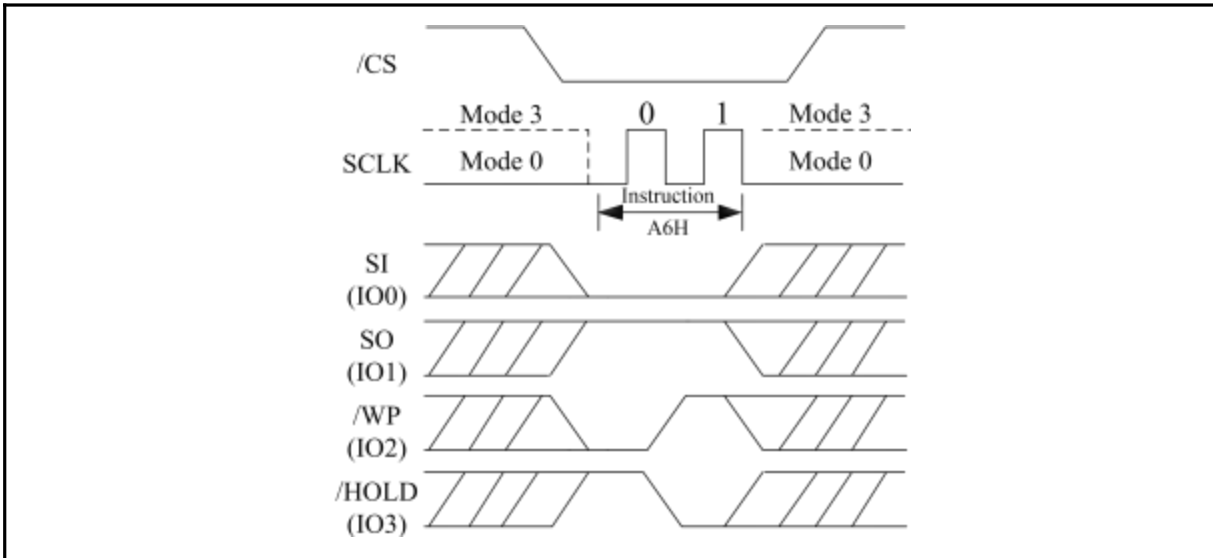 /CS
Mode 3 0 1 Mode 3
SCLK Mode 0 Mode 0
Instruction
A6H
SI
(IO0)
SO
(IO1)
/WP
(IO2)
/HOLD
(IO3)